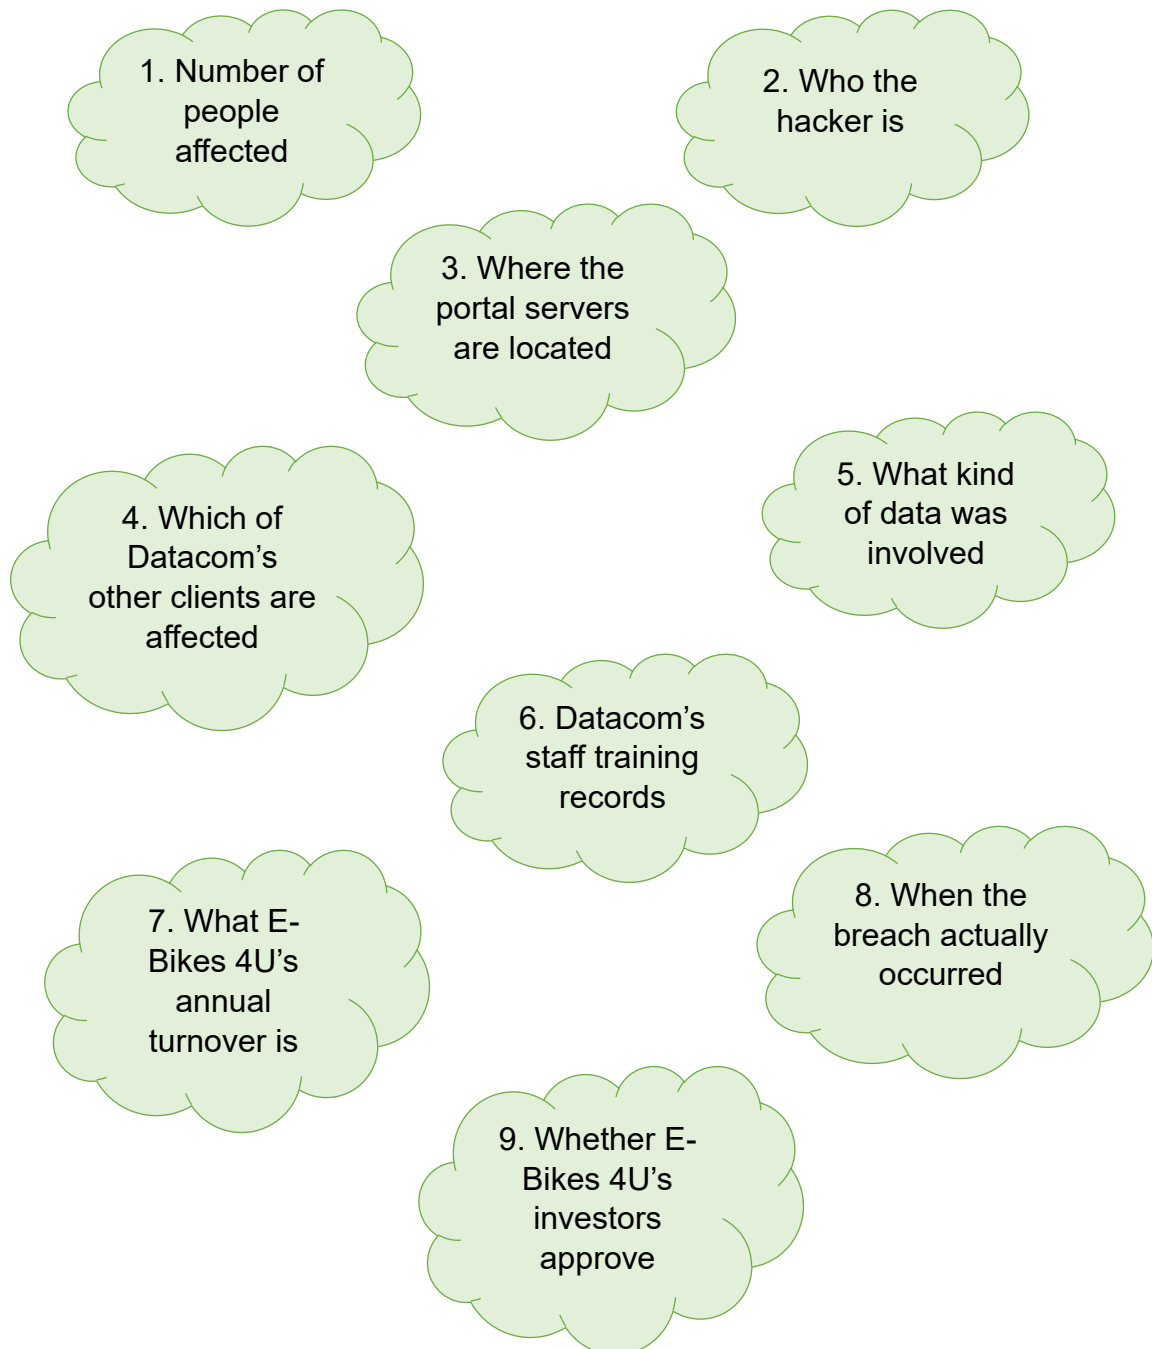 1. Number of
people
affected
2. Who the
hacker is
3. Where the
portal servers
are located
4. Which of
Datacom’s
other clients are
affected
5. What kind
of data was
involved
6. Datacom’s
staff training
records
7. What E-
Bikes 4U’s
annual
turnover is
8. When the
breach actually
occurred
9. Whether E-
Bikes 4U’s
investors
approve